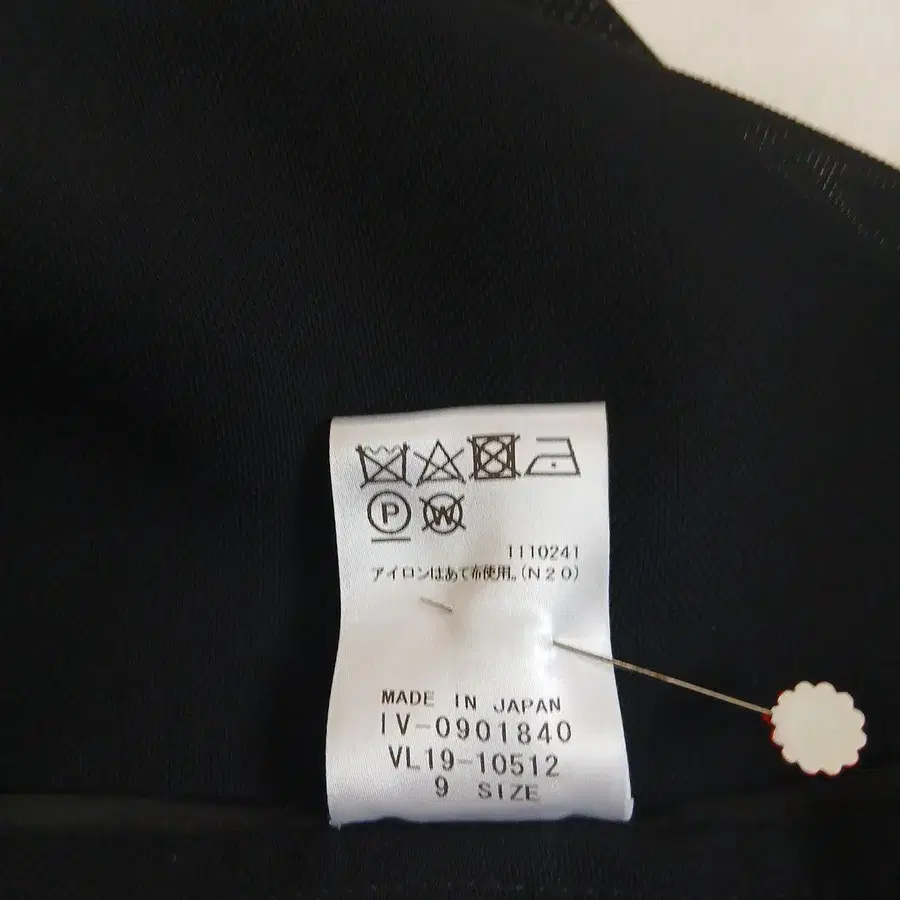 P W
1110241
アイロンはあて布使用。(N20)
MADE IN JAPAN
IV-0901840
VL19-10512
9 SIZE